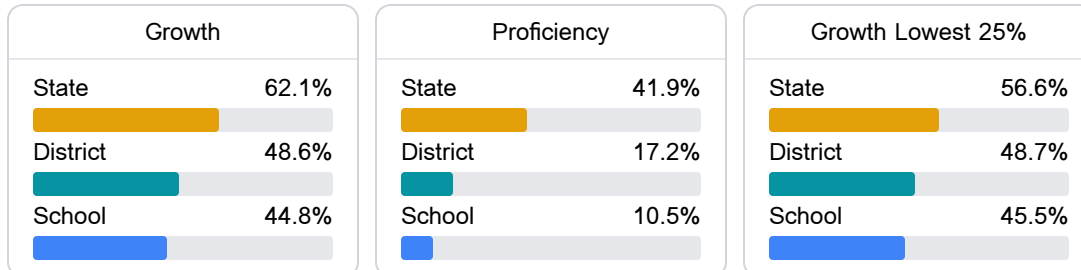 Growth
State 62.1%
District 48.6%
School 44.8%
Proficiency
State 41.9%
District 17.2%
School 10.5%
Growth Lowest 25%
State 56.6%
District 48.7%
School 45.5%